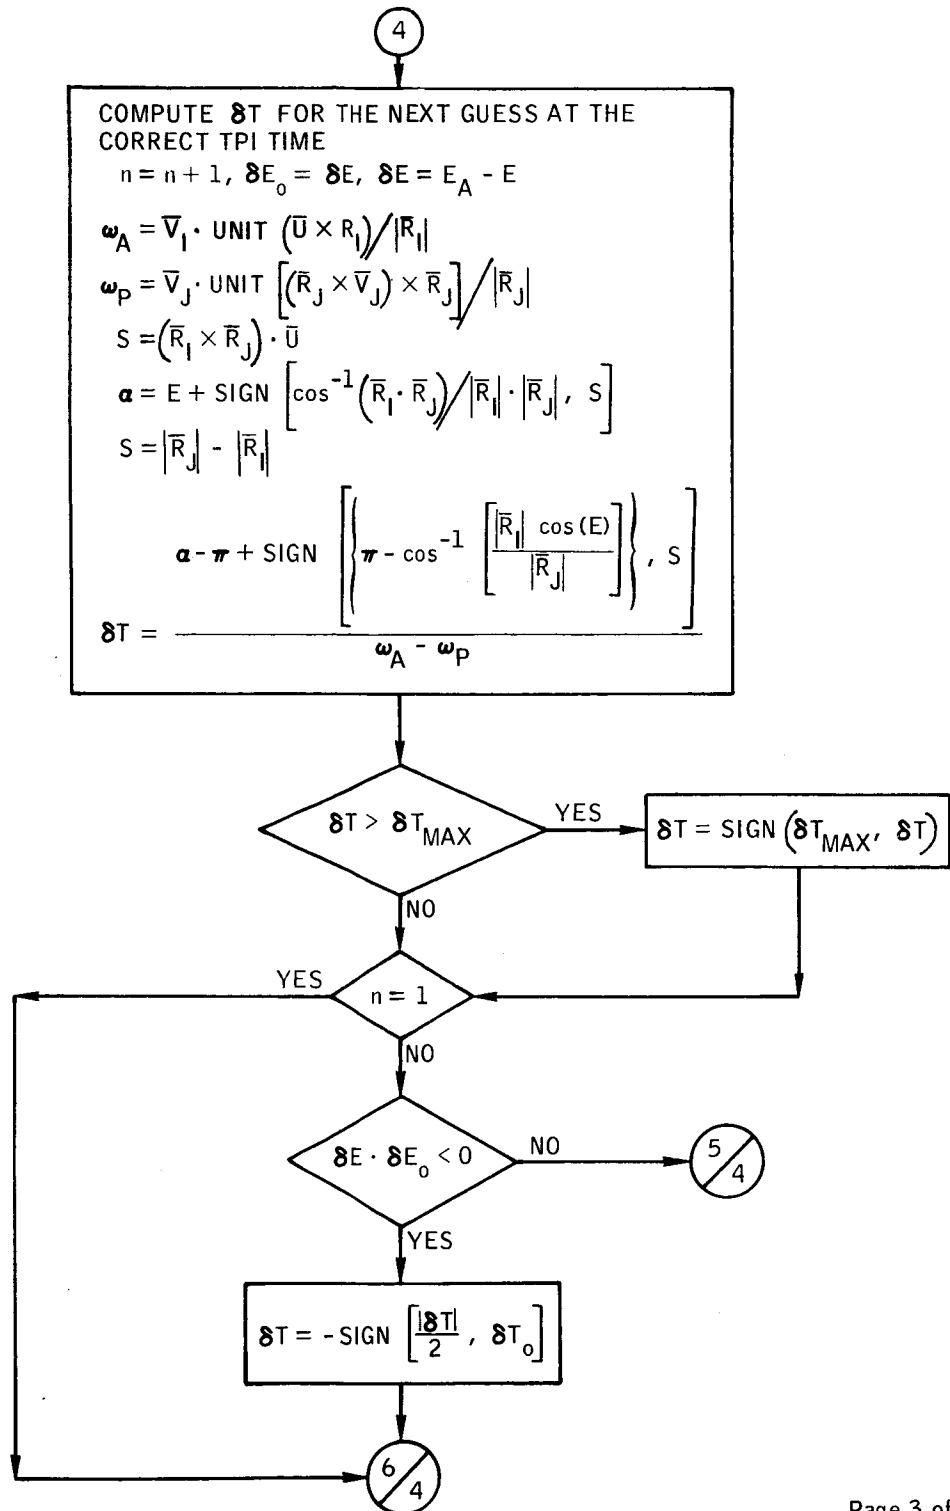 4
COMPUTE δT FOR THE NEXT GUESS AT THE
CORRECT TPI TIME
n = n + 1, δE₀ = δE, δE = E_A - E
ω_A = V̅_I · UNIT (U̅ × R_I)/|R̅_I|
ω_P = V̅_J · UNIT [(R̅_J × V̅_J) × R̅_J]/|R̅_J|
S = (R̅_I × R̅_J) · U̅
α = E + SIGN [cos⁻¹(R̅_I · R̅_J)/|R̅_I| · |R̅_J| , S]
S = |R̅_J| - |R̅_I|
α - π + SIGN [{π - cos⁻¹ [|R̅_I| cos (E) / |R̅_J|]} , S]
δT =
ω_A - ω_P
δT > δT_MAX
YES
δT = SIGN (δT_MAX, δT)
NO
YES
n = 1
NO
δE · δE₀ < 0
NO
5/4
YES
δT = - SIGN [|δT|/2 , δT₀]
6/4
Page 3 of